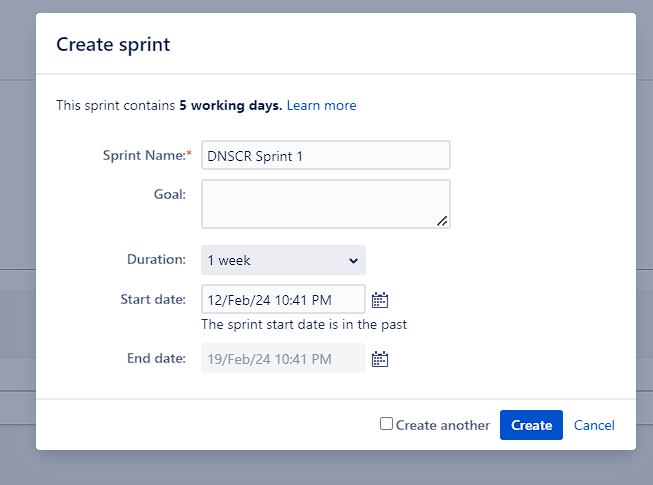 Create sprint
This sprint contains 5 working days. Learn more
Sprint Name:* DNSCR Sprint 1
Goal:
Duration: 1 week
Start date: 12/Feb/24 10:41 PM
The sprint start date is in the past
End date: 19/Feb/24 10:41 PM
Create another Create Cancel